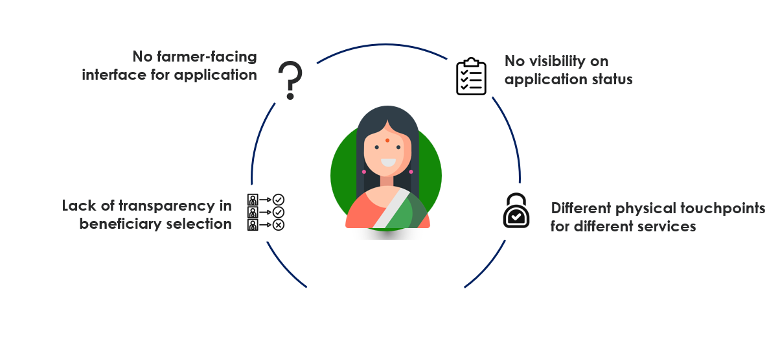 No farmer-facing
interface for application
No visibility on
application status
Lack of transparency in
beneficiary selection
Different physical touchpoints
for different services